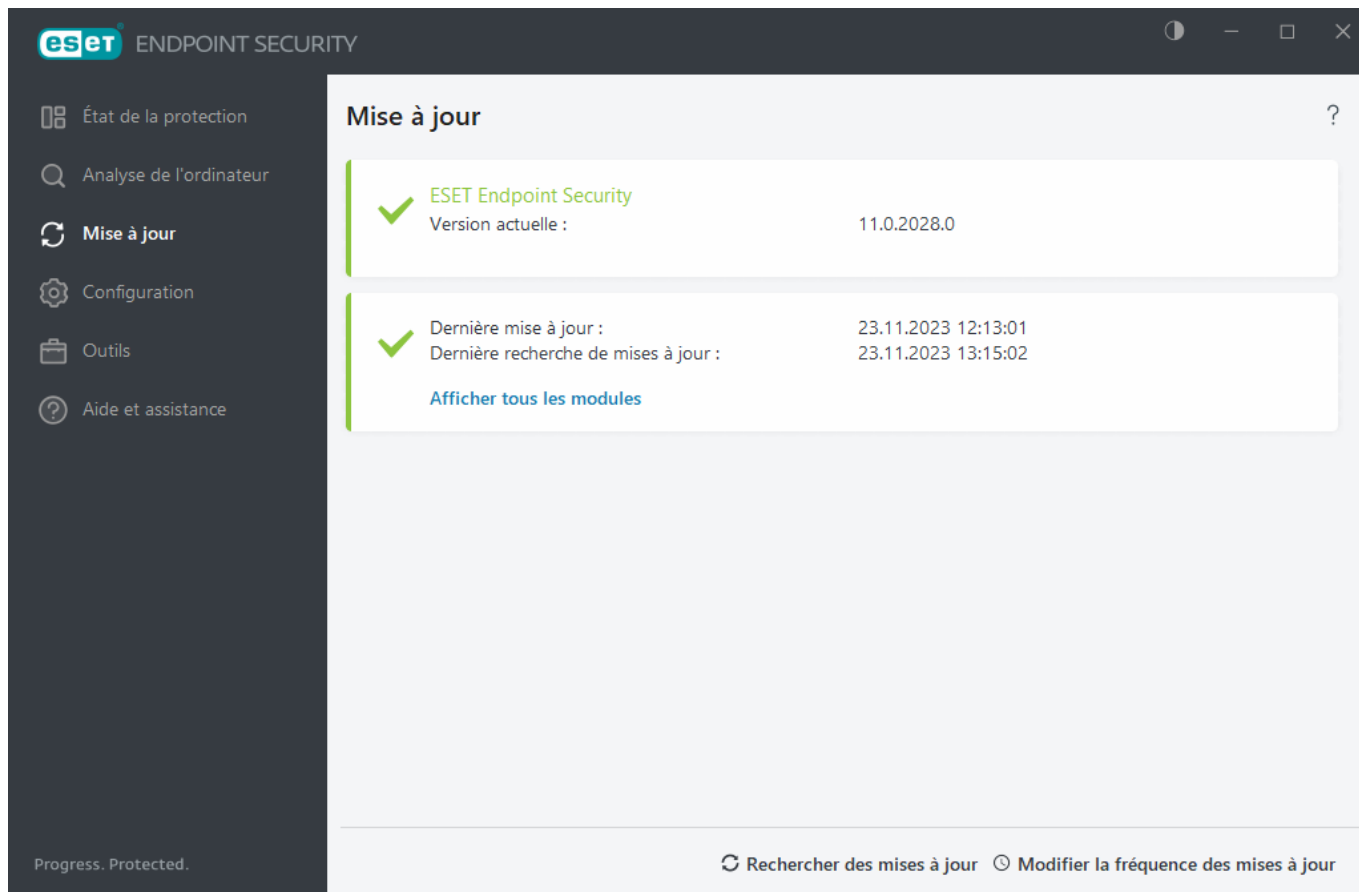 eset ENDPOINT SECURITY
État de la protection
Analyse de l'ordinateur
Mise à jour
Configuration
Outils
Aide et assistance
Progress. Protected.
Mise à jour
?
ESET Endpoint Security
Version actuelle : 11.0.2028.0
Dernière mise à jour : 23.11.2023 12:13:01
Dernière recherche de mises à jour : 23.11.2023 13:15:02
Afficher tous les modules
Rechercher des mises à jour Modifier la fréquence des mises à jour